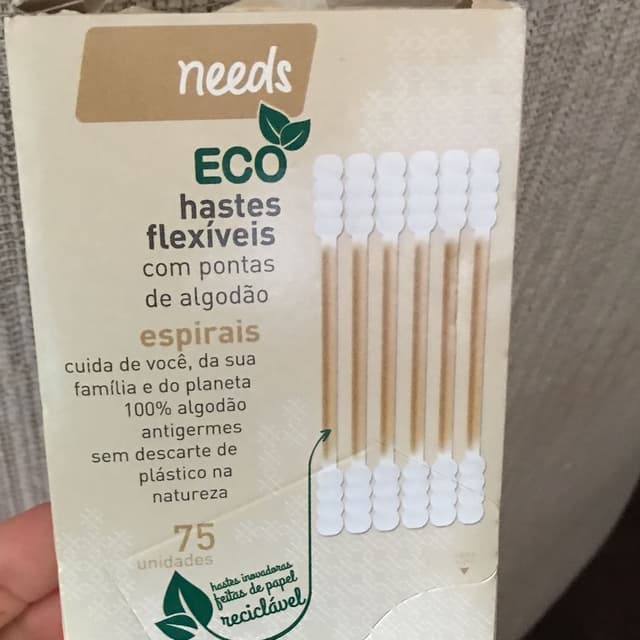 needs
ECO
hastes
flexíveis
com pontas
de algodão
espirais
cuida de você, da sua
família e do planeta
100% algodão
antigermes
sem descarte de
plástico na
natureza
75
unidades
hastes inovadoras
feitas de papel
reciclável